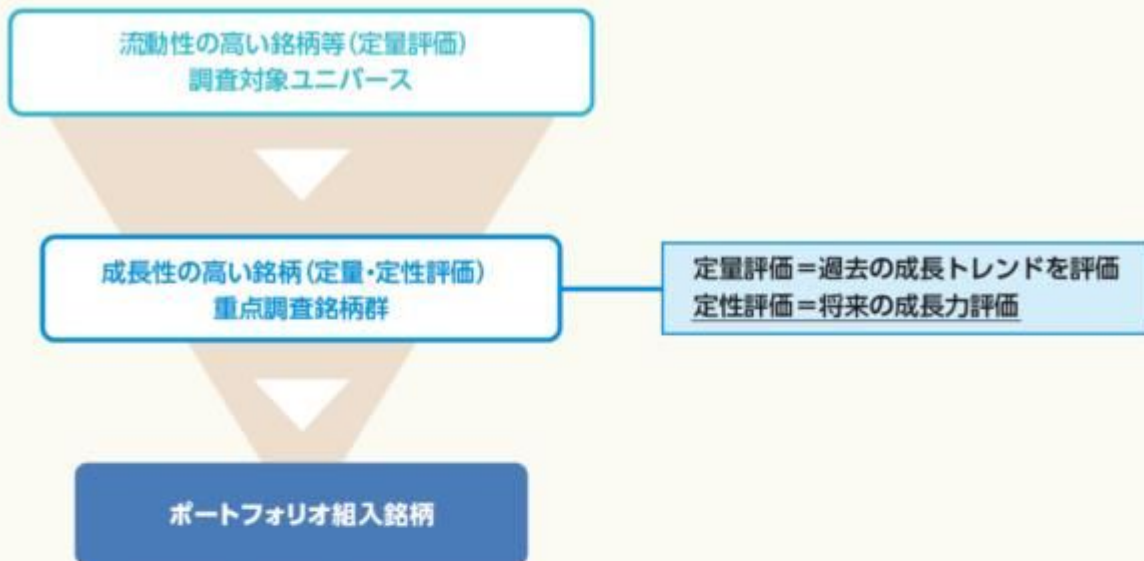 流動性の高い銘柄等(定量評価)
調査対象ユニバース
成長性の高い銘柄(定量・定性評価)
重点調査銘柄群
定量評価=過去の成長トレンドを評価
定性評価=将来の成長力評価
ポートフォリオ組入銘柄